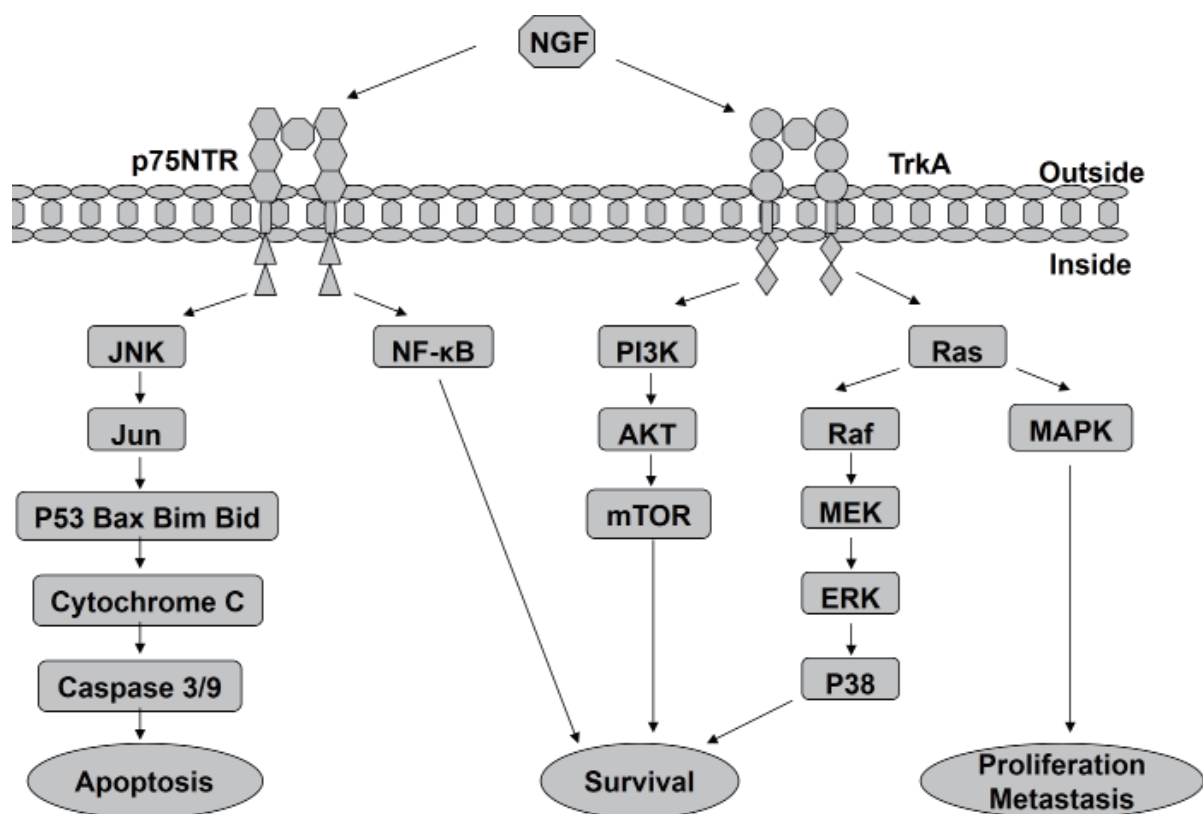 NGF
p75NTR
TrkA
Outside
Inside
JNK
NF-κB
PI3K
Ras
Jun
AKT
Raf
MAPK
P53 Bax Bim Bid
mTOR
MEK
Cytochrome C
ERK
Caspase 3/9
P38
Apoptosis
Survival
Proliferation
Metastasis